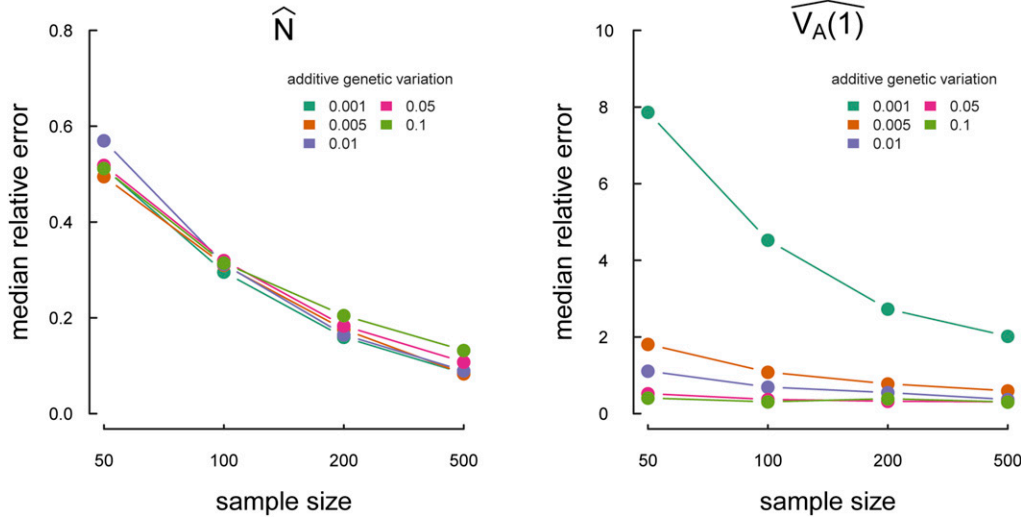 N̂
median relative error
0.8
0.6
0.4
0.2
0.0
additive genetic variation
0.001 0.05
0.005 0.1
0.01
50 100 200 500
sample size
V_A(1)
median relative error
10
8
6
4
2
0
additive genetic variation
0.001 0.05
0.005 0.1
0.01
50 100 200 500
sample size